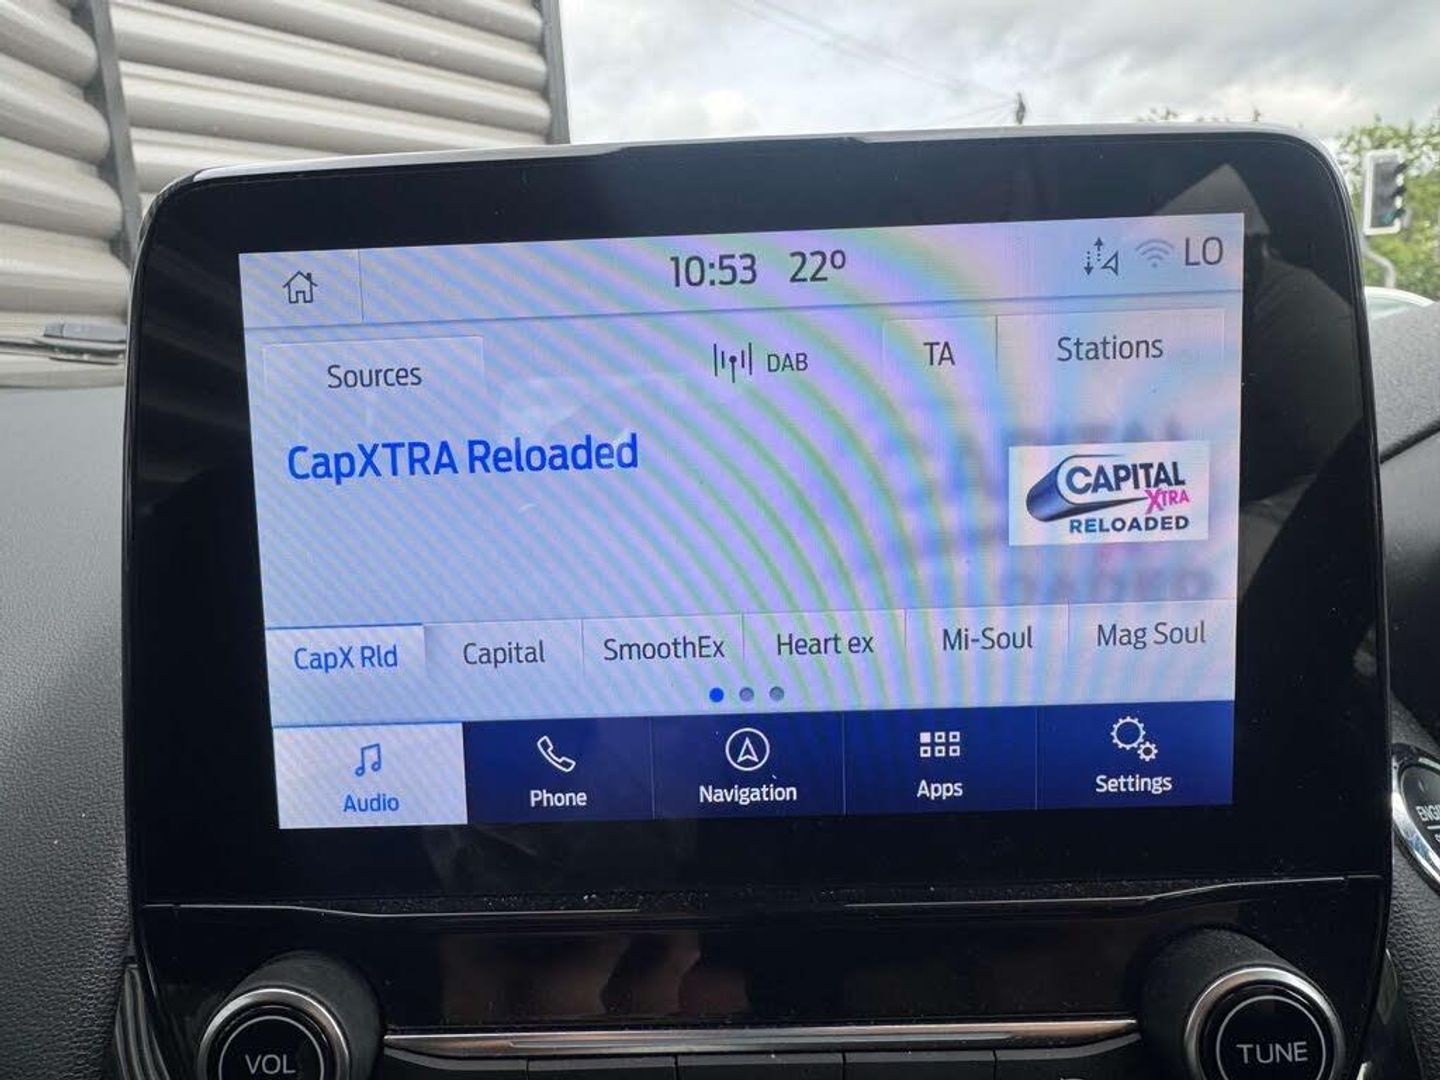 10:53 22º LO
Sources DAB TA Stations
CapXTRA Reloaded
CAPITAL
XTRA
RELOADED
CapX Rld Capital SmoothEx Heart ex Mi-Soul Mag Soul
Audio Phone Navigation Apps Settings
VOL TUNE